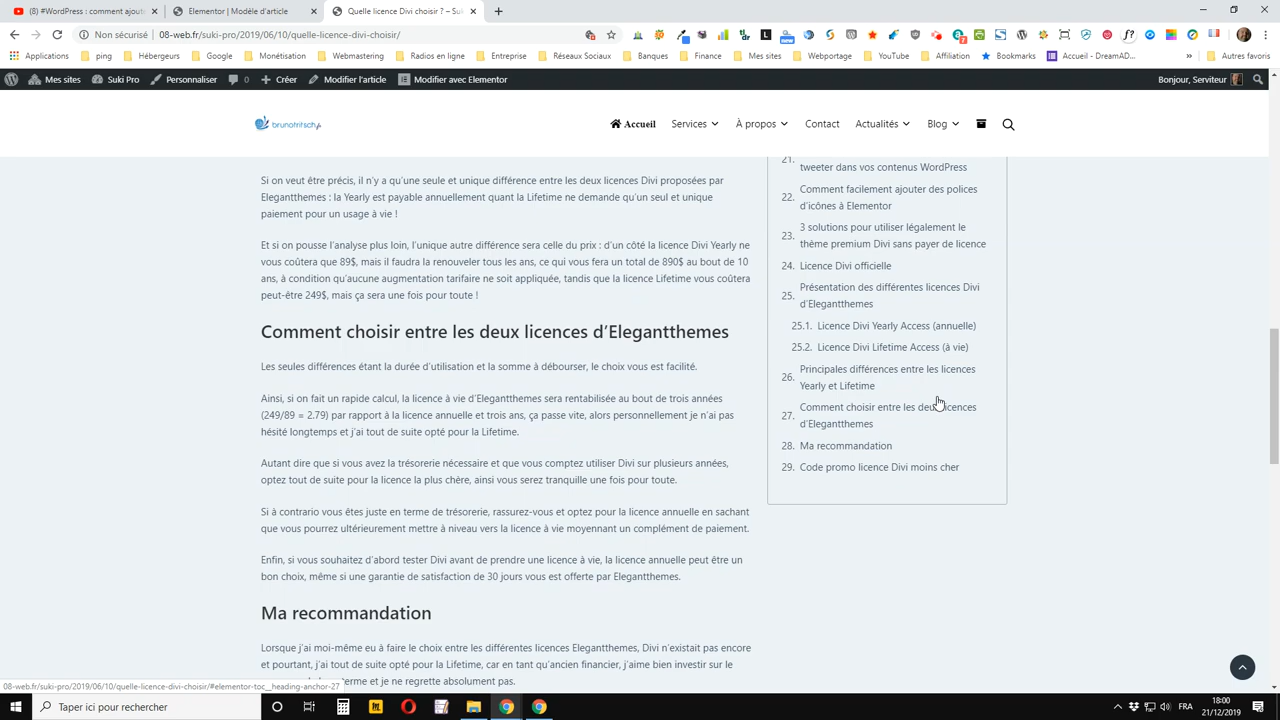 (8) #WordPress : comment ajout
Elementor | Modèle d'article
Quelle licence Divi choisir ? – Suk
Non sécurisé | 08-web.fr/suki-pro/2019/06/10/quelle-licence-divi-choisir/
Applications
ping
Hébergeurs
Google
Monétisation
Webmastering
Radios en ligne
Entreprise
Réseaux Sociaux
Banques
Finance
Mes sites
Webportage
YouTube
Affiliation
Bookmarks
Accueil - DreamAD...
»
Autres favoris
Mes sites
Suki Pro
Personnaliser
0
Créer
Modifier l'article
Modifier avec Elementor
Bonjour, Serviteur
brunotritsch.fr
Accueil
Services
À propos
Contact
Actualités
Blog
Si on veut être précis, il n'y a qu'une seule et unique différence entre les deux licences Divi proposées par
Elegantthemes : la Yearly est payable annuellement quant la Lifetime ne demande qu'un seul et unique
paiement pour un usage à vie !
Et si on pousse l'analyse plus loin, l'unique autre différence sera celle du prix : d'un côté la licence Divi Yearly ne
vous coûtera que 89$, mais il faudra la renouveler tous les ans, ce qui vous fera un total de 890$ au bout de 10
ans, à condition qu'aucune augmentation tarifaire ne soit appliquée, tandis que la licence Lifetime vous coûtera
peut-être 249$, mais ça sera une fois pour toute !
Comment choisir entre les deux licences d'Elegantthemes
Les seules différences étant la durée d'utilisation et la somme à débourser, le choix vous est facilité.
Ainsi, si on fait un rapide calcul, la licence à vie d'Elegantthemes sera rentabilisée au bout de trois années
(249/89 = 2.79) par rapport à la licence annuelle et trois ans, ça passe vite, alors personnellement je n'ai pas
hésité longtemps et j'ai tout de suite opté pour la Lifetime.
Autant dire que si vous avez la trésorerie nécessaire et que vous comptez utiliser Divi sur plusieurs années,
optez tout de suite pour la licence la plus chère, ainsi vous serez tranquille une fois pour toute.
Si à contrario vous êtes juste en terme de trésorerie, rassurez-vous et optez pour la licence annuelle en sachant
que vous pourrez ultérieurement mettre à niveau vers la licence à vie moyennant un complément de paiement.
Enfin, si vous souhaitez d'abord tester Divi avant de prendre une licence à vie, la licence annuelle peut être un
bon choix, même si une garantie de satisfaction de 30 jours vous est offerte par Elegantthemes.
Ma recommandation
Lorsque j'ai moi-même eu à faire le choix entre les différentes licences Elegantthemes, Divi n'existait pas encore
et pourtant, j'ai tout de suite opté pour la Lifetime, car en tant qu'ancien financier, j'aime bien investir sur le
terme et je ne regrette absolument pas.
21.
tweeter dans vos contenus WordPress
22. Comment facilement ajouter des polices
d'icônes à Elementor
23. 3 solutions pour utiliser légalement le
thème premium Divi sans payer de licence
24. Licence Divi officielle
25. Présentation des différentes licences Divi
d'Elegantthemes
25.1. Licence Divi Yearly Access (annuelle)
25.2. Licence Divi Lifetime Access (à vie)
26. Principales différences entre les licences
Yearly et Lifetime
27. Comment choisir entre les deux licences
d'Elegantthemes
28. Ma recommandation
29. Code promo licence Divi moins cher
08-web.fr/suki-pro/2019/06/10/quelle-licence-divi-choisir/#elementor-toc__heading-anchor-27
Taper ici pour rechercher
FRA
18:00
21/12/2019